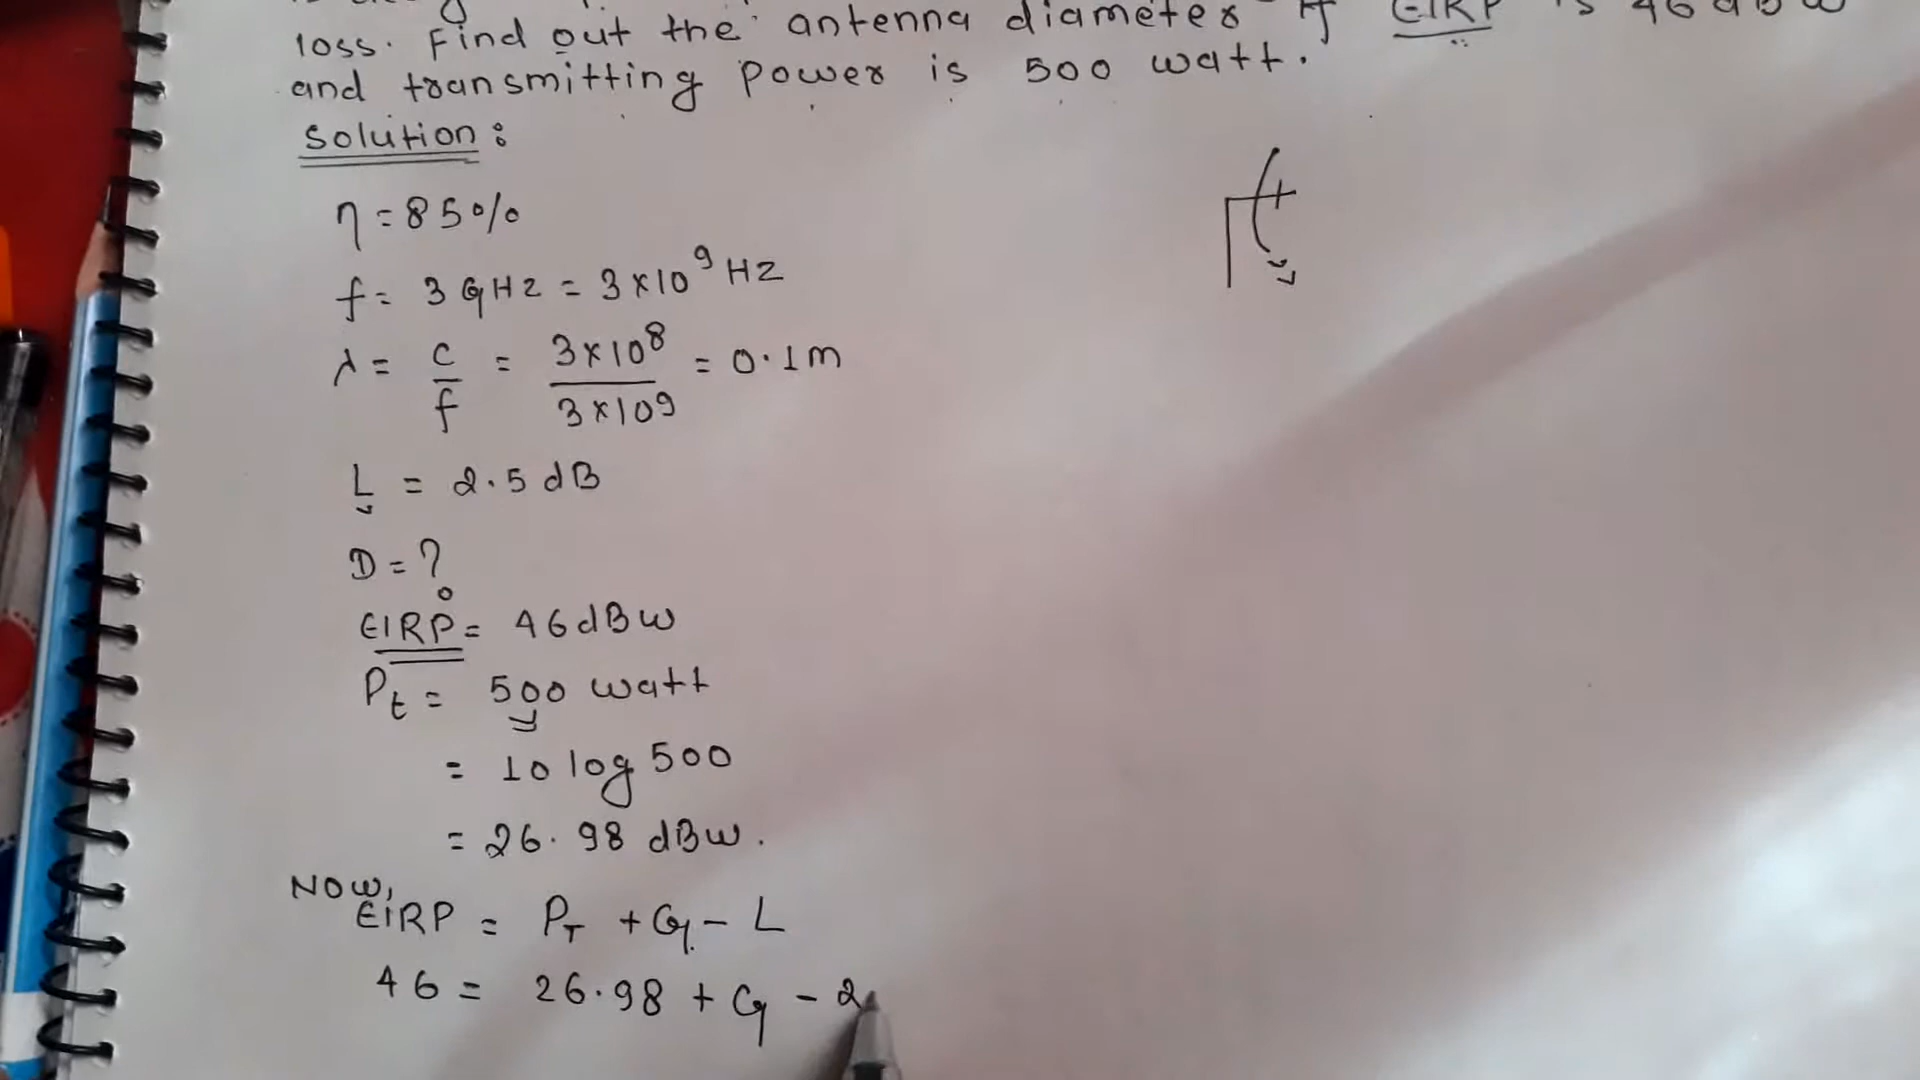 loss. Find out the antenna diameter If EIRP is 46 dBW
and transmitting power is 500 watt.
Solution:
η = 85%
f = 3 GHZ = 3×10⁹ HZ
λ = c/f = 3×10⁸/3×10⁹ = 0.1m
L = 2.5 dB
D = ?
EIRP = 46dBw
Pt = 500 watt
= 10 log 500
= 26.98 dBw.
NOW,
EIRP = PT + G - L
46 = 26.98 + G - 2